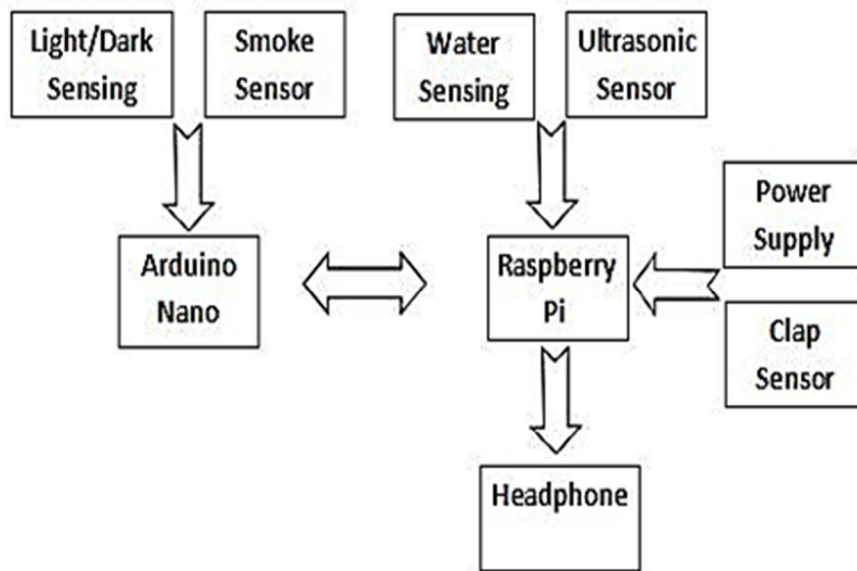 Light/Dark
Sensing
Smoke
Sensor
Water
Sensing
Ultrasonic
Sensor
Power
Supply
Arduino
Nano
Raspberry
Pi
Clap
Sensor
Headphone